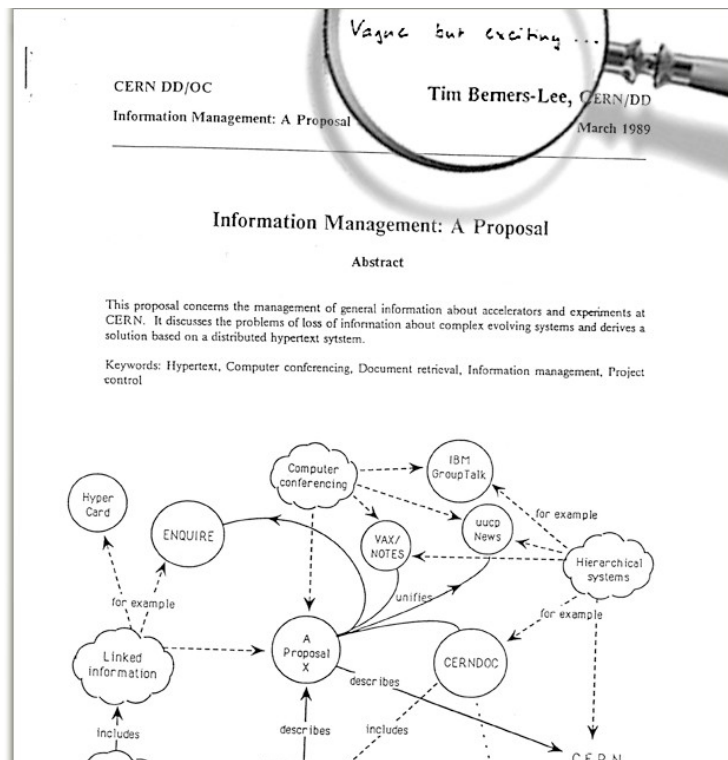 Vague but exciting ...
CERN DD/OC
Tim Berners-Lee, CERN/DD
Information Management: A Proposal
March 1989
Information Management: A Proposal
Abstract
This proposal concerns the management of general information about accelerators and experiments at
CERN. It discusses the problems of loss of information about complex evolving systems and derives a
solution based on a distributed hypertext sytstem.
Keywords: Hypertext, Computer conferencing, Document retrieval, Information management, Project
control
Computer
conferencing
IBM
GroupTalk
Hyper
Card
ENQUIRE
VAX/
NOTES
uucp
News
for example
Hierarchical
systems
for example
unifies
for example
Linked
information
A
Proposal
X
CERNDOC
describes
includes
describes
includes
C.E.R.N